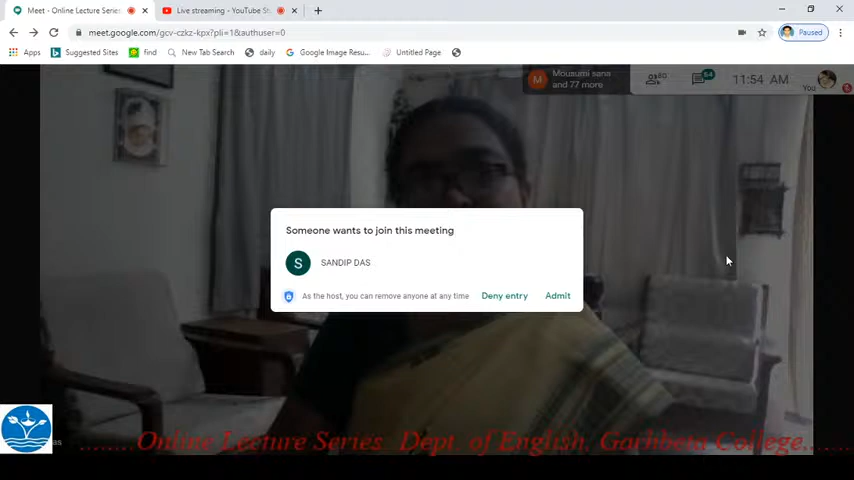 Meet - Online Lecture Series:
Live streaming - YouTube St
meet.google.com/gcv-czkz-kpx?pli=1&authuser=0
Paused
Apps
Suggested Sites
find
New Tab Search
daily
Google Image Resu...
Untitled Page
M
Mousumi sana
and 77 more
80
54
11:54 AM
You
Someone wants to join this meeting
S
SANDIP DAS
As the host, you can remove anyone at any time
Deny entry
Admit
........Online Lecture Series Dept. of English, Garhbeta College......